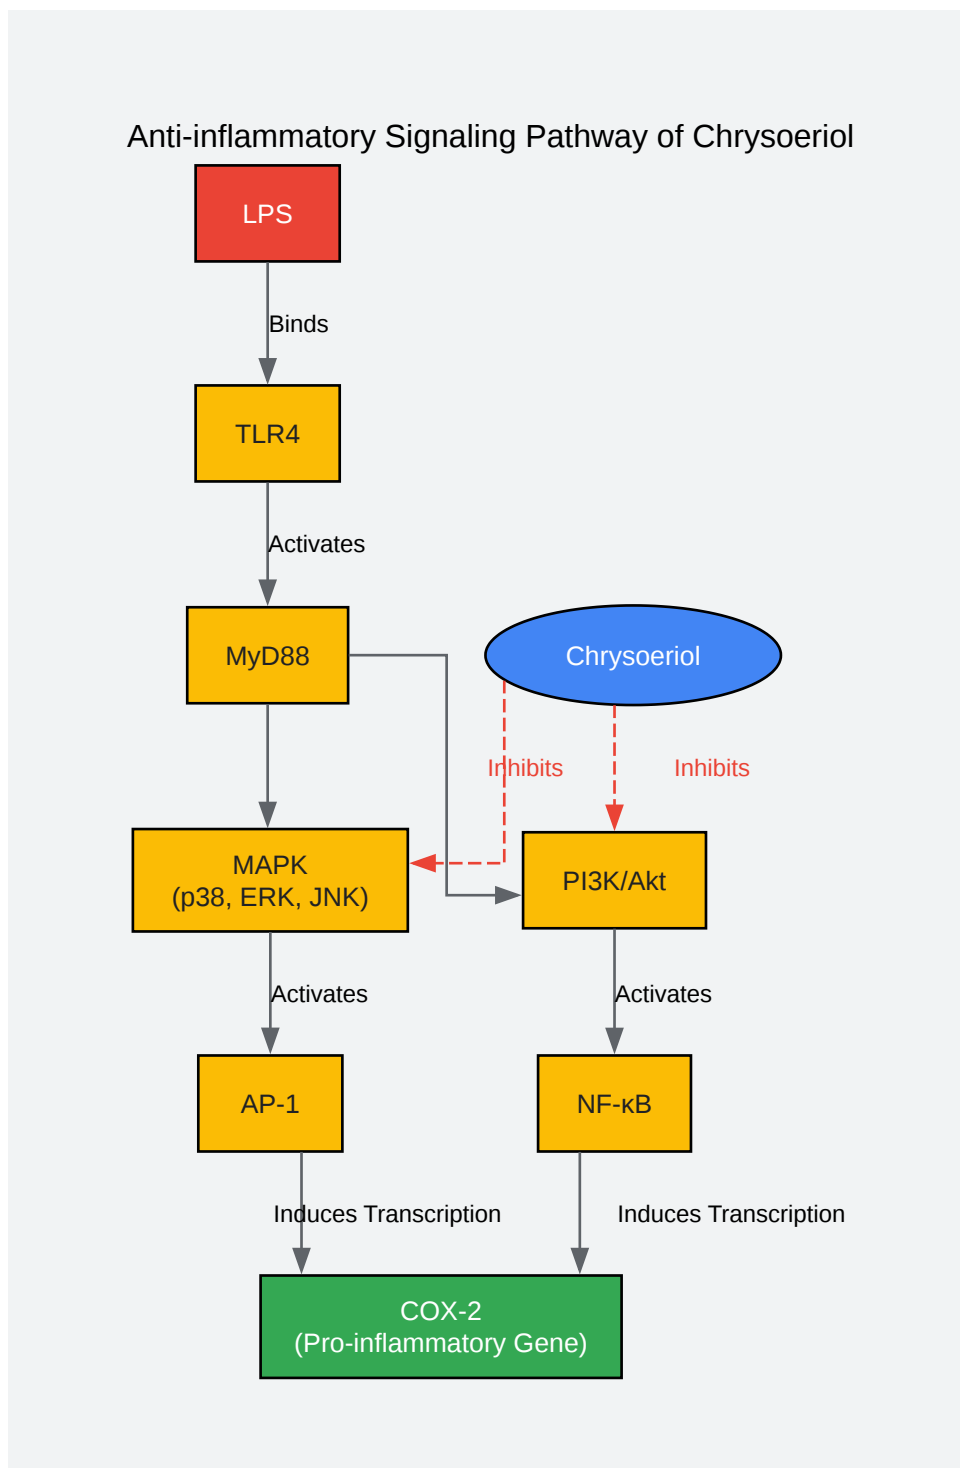 Anti-inflammatory Signaling Pathway of Chrysoeriol
LPS
Binds
TLR4
Activates
MyD88
Chrysoeriol
Inhibits
Inhibits
MAPK
(p38, ERK, JNK)
PI3K/Akt
Activates
Activates
AP-1
NF-κB
Induces Transcription
Induces Transcription
COX-2
(Pro-inflammatory Gene)